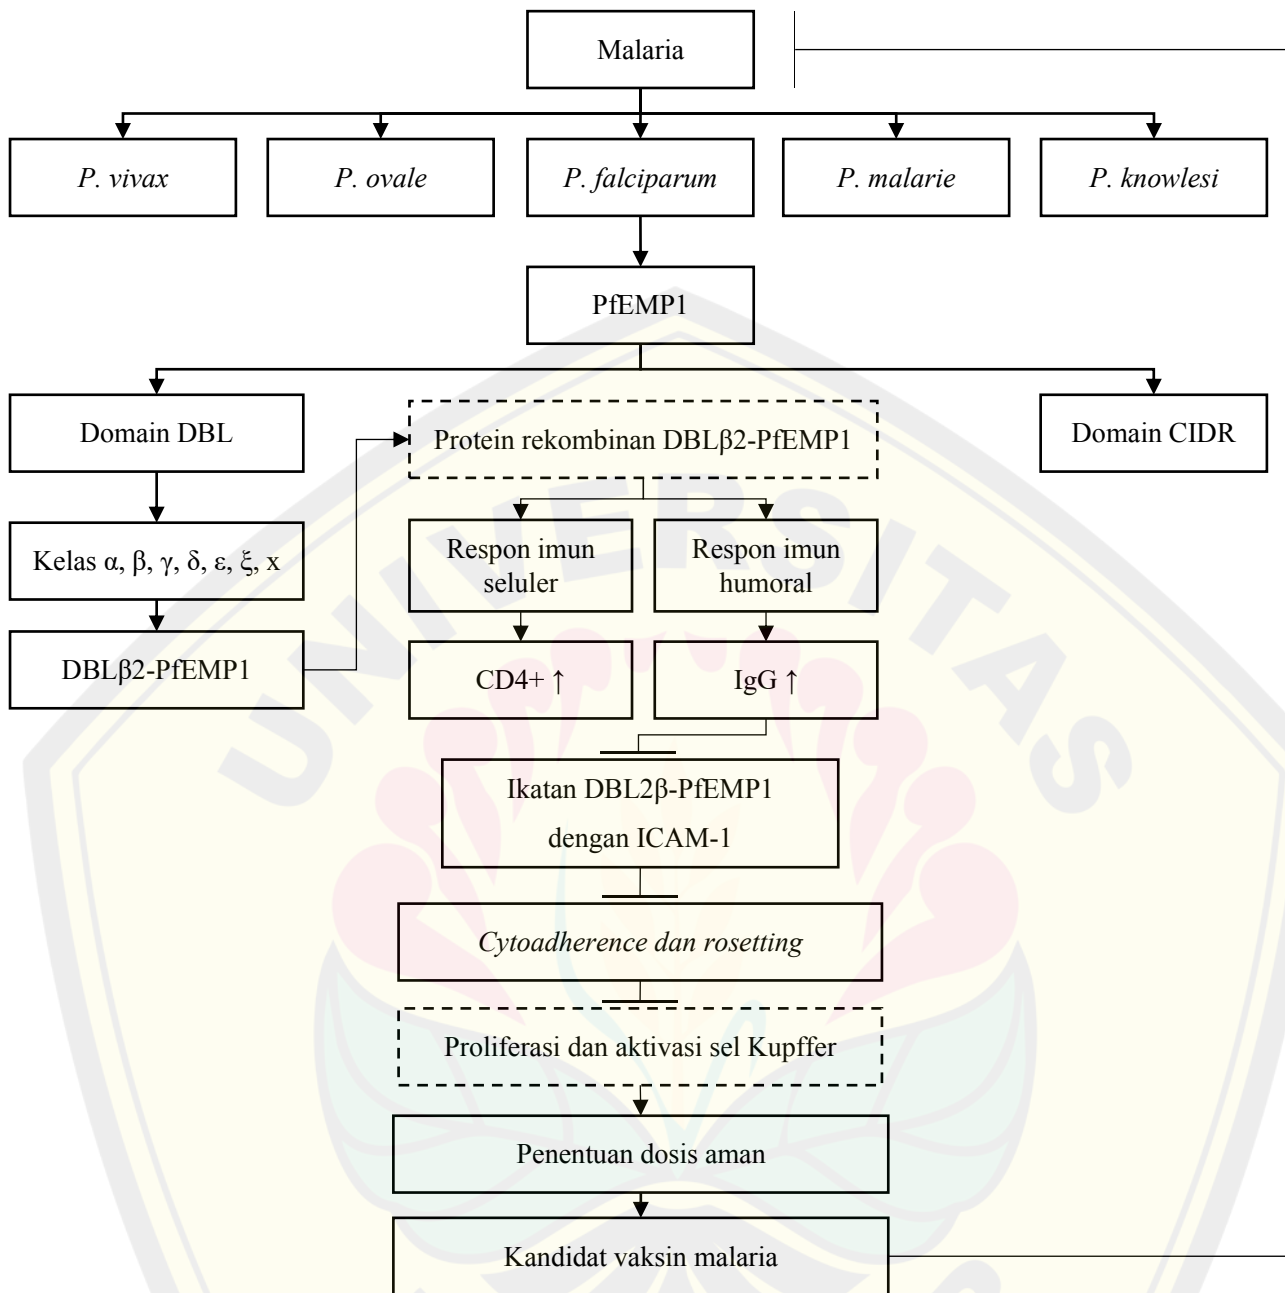 Malaria
P. vivax
P. ovale
P. falciparum
P. malarie
P. knowlesi
PfEMP1
Domain DBL
Protein rekombinan DBLβ2-PfEMP1
Domain CIDR
Kelas α, β, γ, δ, ε, ξ, x
Respon imun
seluler
Respon imun
humoral
DBLβ2-PfEMP1
CD4+ ↑
IgG ↑
Ikatan DBL2β-PfEMP1
dengan ICAM-1
Cytoadherence dan rosetting
Proliferasi dan aktivasi sel Kupffer
Penentuan dosis aman
Kandidat vaksin malaria
UNIVERSITAS